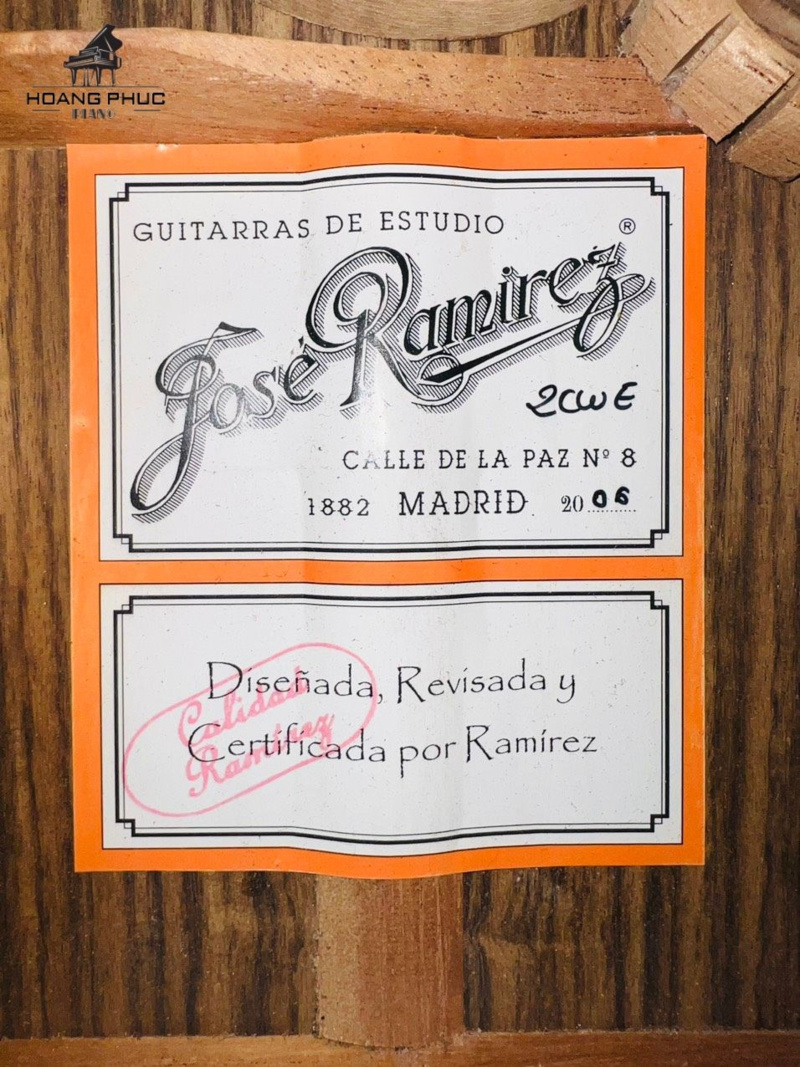 HOANG PHUC
PIANO
GUITARRAS DE ESTUDIO
®
José Ramírez
2CWE
CALLE DE LA PAZ Nº 8
1882 MADRID 2006
Diseñada, Revisada y
Certificada por Ramírez
Calidad
Ramírez